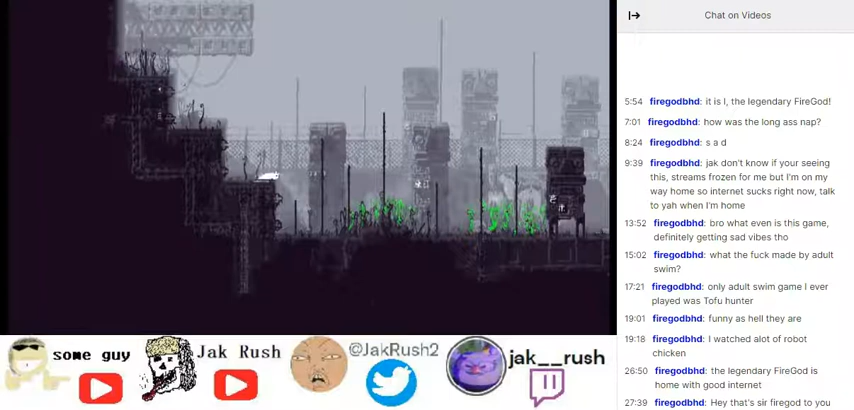 Chat on Videos
5:54 firegodbhd: it is I, the legendary FireGod!
7:01 firegodbhd: how was the long ass nap?
8:24 firegodbhd: s a d
9:39 firegodbhd: jak don't know if your seeing
this, streams frozen for me but I'm on my
way home so internet sucks right now, talk
to yah when I'm home
13:52 firegodbhd: bro what even is this game,
definitely getting sad vibes tho
15:02 firegodbhd: what the fuck made by adult
swim?
17:21 firegodbhd: only adult swim game I ever
played was Tofu hunter
19:01 firegodbhd: funny as hell they are
19:18 firegodbhd: I watched alot of robot
chicken
26:50 firegodbhd: the legendary FireGod is
home with good internet
27:39 firegodbhd: Hey that's sir firegod to you
some guy
Jak Rush
@JakRush2
jak__rush